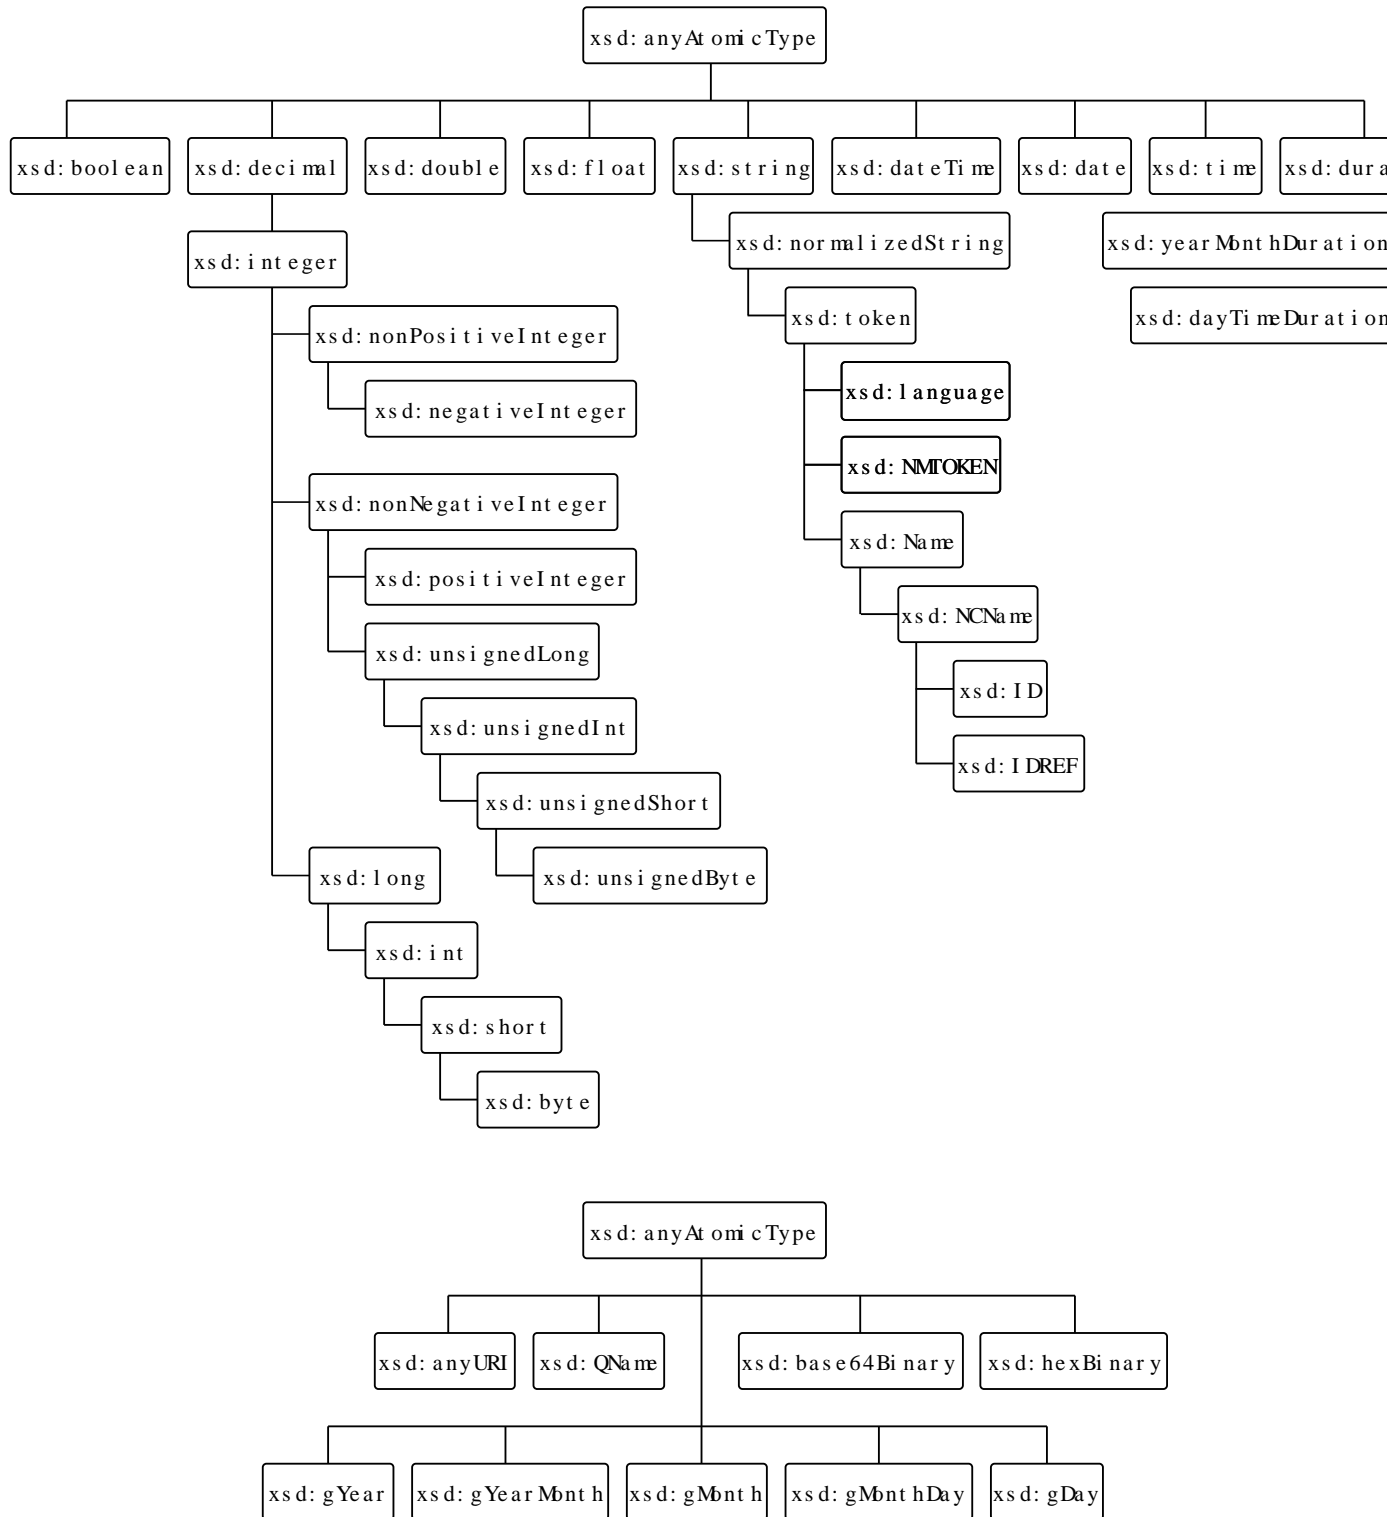 xsd:anyAtomicType
xsd:boolean xsd:decimal xsd:double xsd:float xsd:string xsd:dateTime xsd:date xsd:time xsd:dura
xsd:integer xsd:normalizedString xsd:yearMonthDuration
xsd:nonPositiveInteger xsd:token xsd:dayTimeDuration
xsd:negativeInteger xsd:language
xsd:nonNegativeInteger xsd:NMTOKEN
xsd:positiveInteger xsd:Name
xsd:unsignedLong xsd:NCName
xsd:unsignedInt xsd:ID
xsd:unsignedShort xsd:IDREF
xsd:long xsd:unsignedByte
xsd:int
xsd:short
xsd:byte
xsd:anyAtomicType
xsd:anyURI xsd:QName xsd:base64Binary xsd:hexBinary
xsd:gYear xsd:gYearMonth xsd:gMonth xsd:gMonthDay xsd:gDay